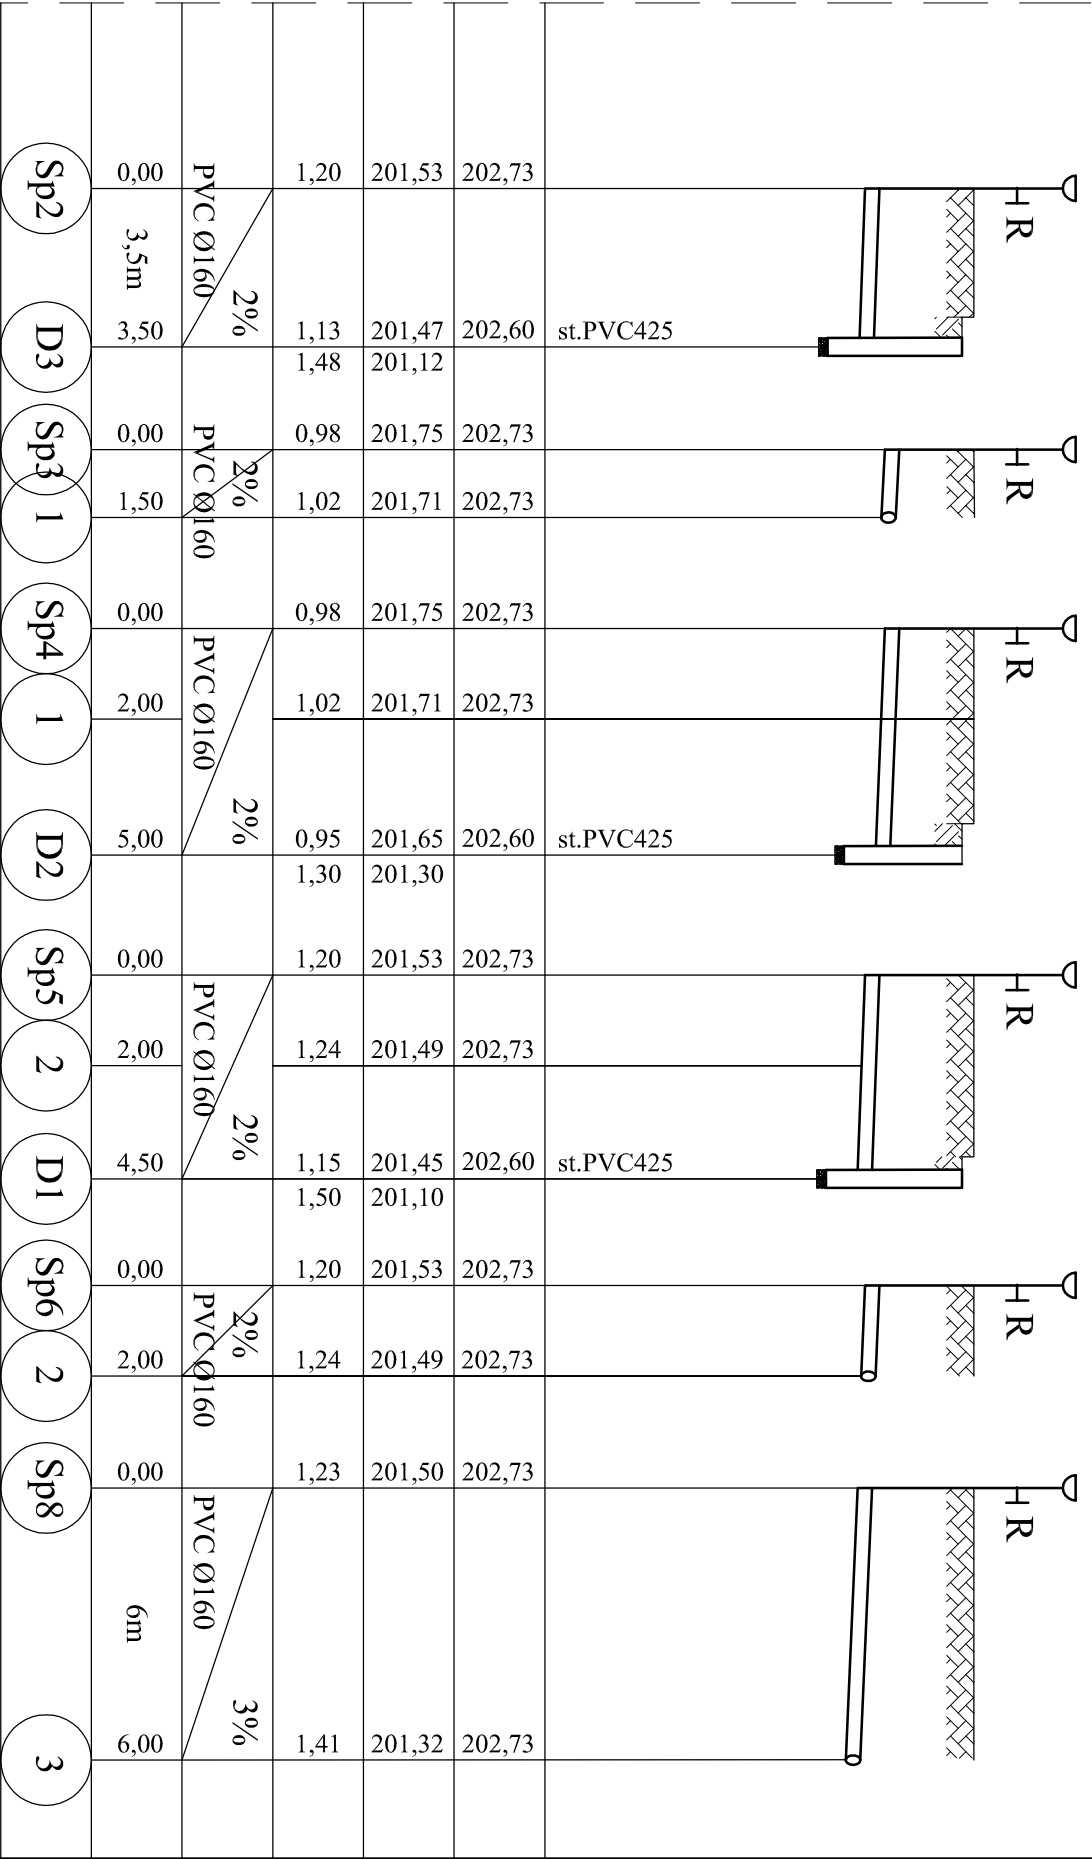 Sp2
0,00
PVC Ø160
1,20
201,53
202,73
R
3,5m
2%
D3
3,50
1,13
201,47
202,60
st.PVC425
1,48
201,12
Sp3
0,00
PVC Ø160
2%
0,98
201,75
202,73
R
1
1,50
1,02
201,71
202,73
Sp4
0,00
PVC Ø160
0,98
201,75
202,73
R
1
2,00
1,02
201,71
202,73
2%
D2
5,00
0,95
201,65
202,60
st.PVC425
1,30
201,30
Sp5
0,00
PVC Ø160
1,20
201,53
202,73
R
2
2,00
1,24
201,49
202,73
2%
D1
4,50
1,15
201,45
202,60
st.PVC425
1,50
201,10
Sp6
0,00
PVC Ø160
2%
1,20
201,53
202,73
R
2
2,00
1,24
201,49
202,73
Sp8
0,00
PVC Ø160
1,23
201,50
202,73
R
6m
3%
3
6,00
1,41
201,32
202,73